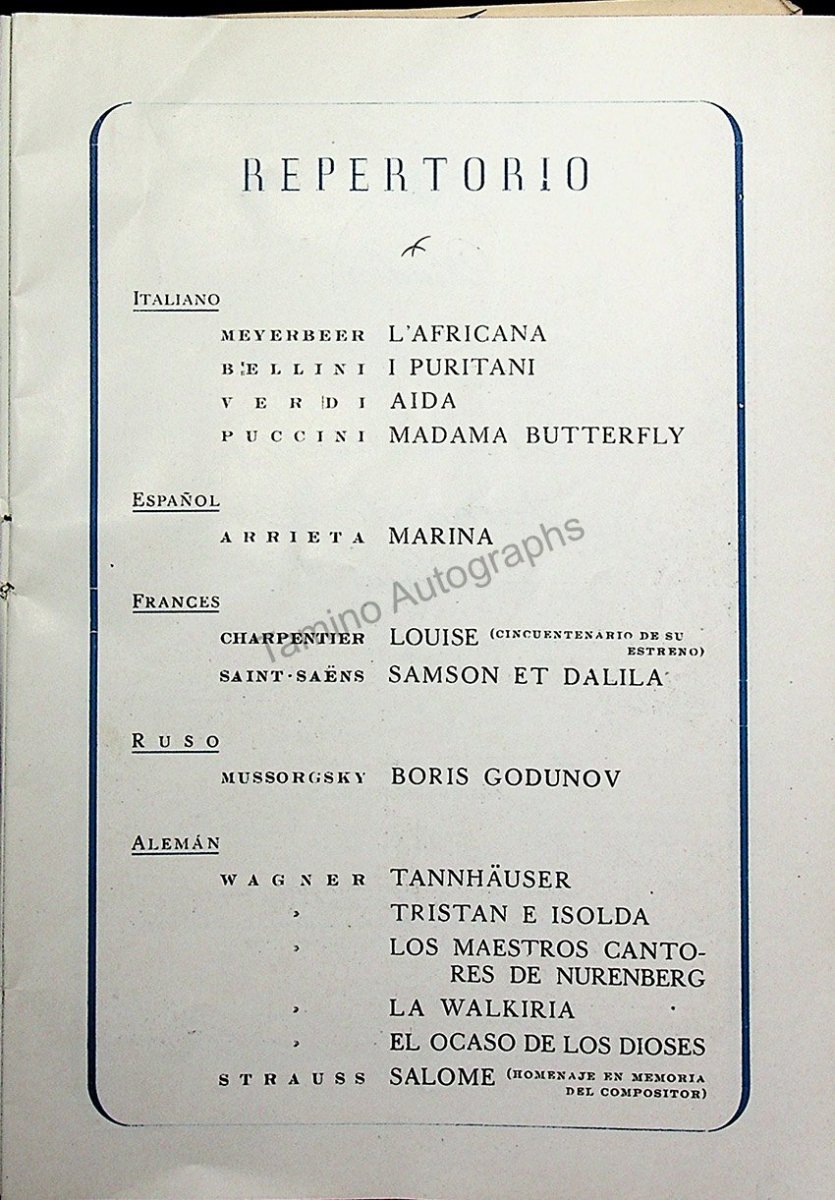 REPERTORIO
ITALIANO
MEYERBEER L'AFRICANA
BELLINI I PURITANI
VERDI AIDA
PUCCINI MADAMA BUTTERFLY
ESPAÑOL
ARRIETA MARINA
FRANCES
CHARPENTIER LOUISE (CINCUENTENARIO DE SU
ESTRENO)
SAINT-SAËNS SAMSON ET DALILA
RUSO
MUSSORGSKY BORIS GODUNOV
ALEMÁN
WAGNER TANNHÄUSER
› TRISTAN E ISOLDA
› LOS MAESTROS CANTO-
RES DE NURENBERG
› LA WALKIRIA
› EL OCASO DE LOS DIOSES
STRAUSS SALOME (HOMENAJE EN MEMORIA
DEL COMPOSITOR)
Tamino Autographs